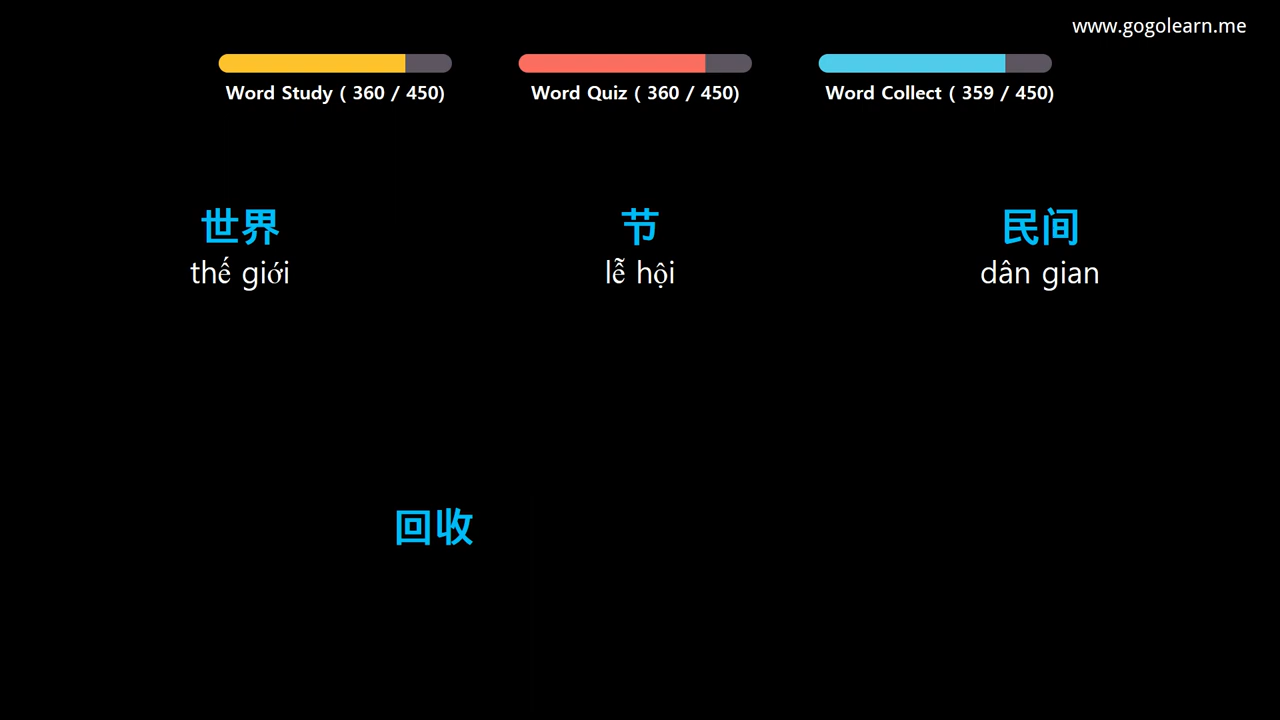 www.gogolearn.me
Word Study ( 360 / 450)
Word Quiz ( 360 / 450)
Word Collect ( 359 / 450)
世界
thế giới
节
lễ hội
民间
dân gian
回收